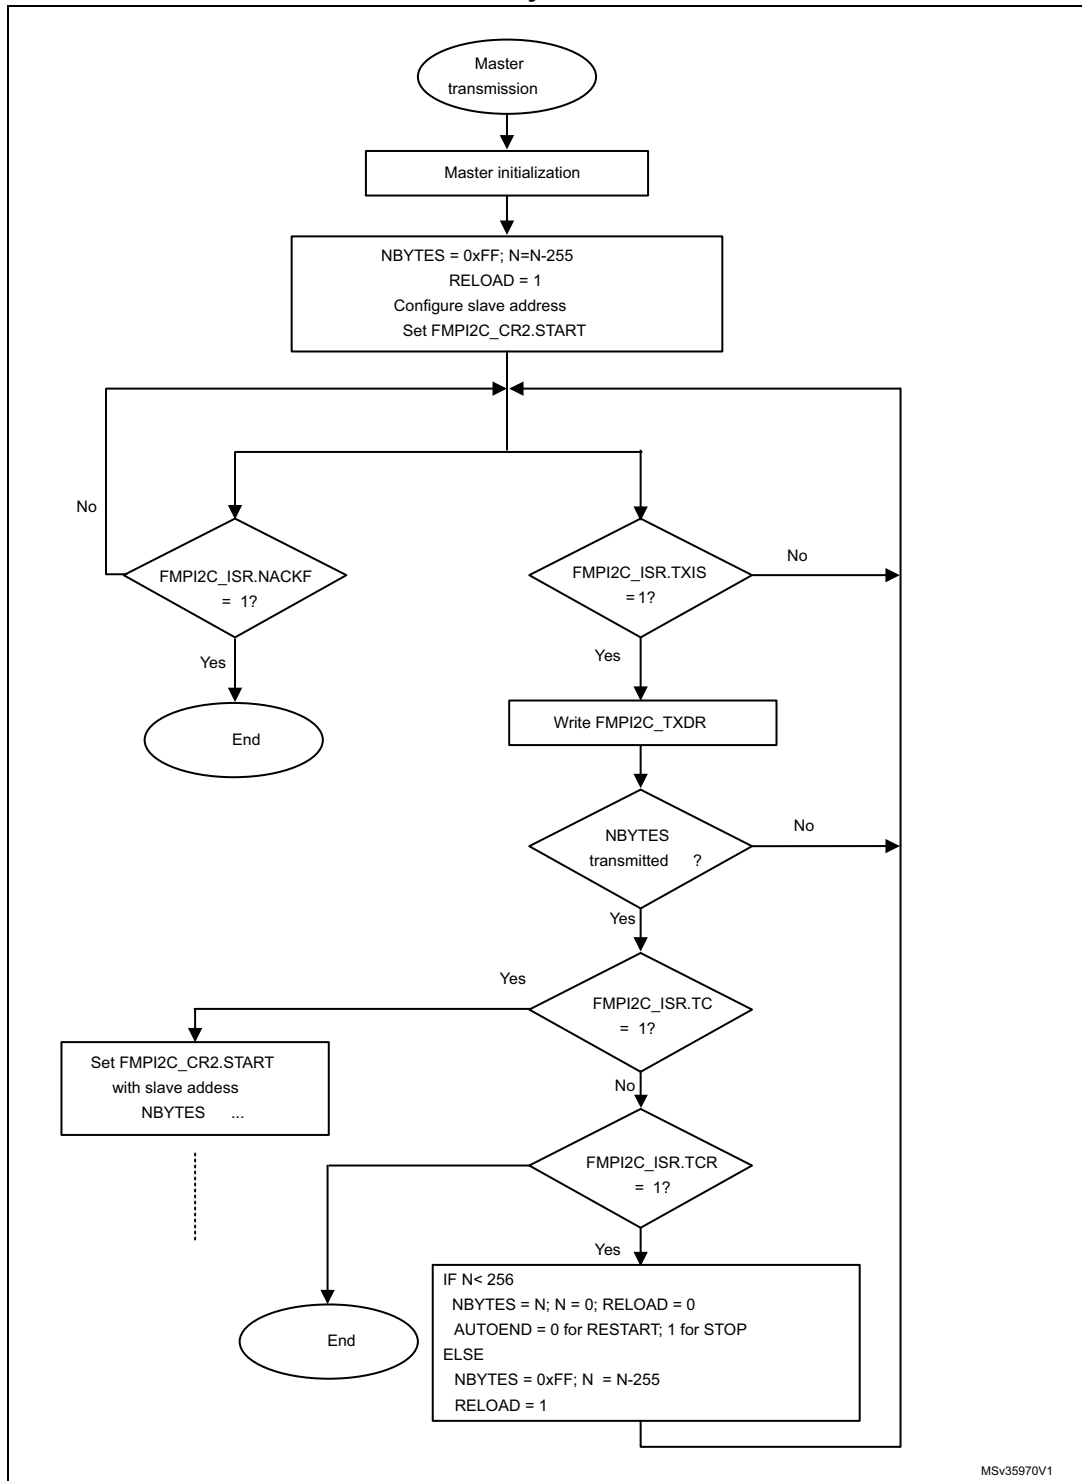 Master
transmission
Master initialization
NBYTES = 0xFF; N=N-255
RELOAD = 1
Configure slave address
Set FMPI2C_CR2.START
No
FMPI2C_ISR.NACKF
= 1?
Yes
End
FMPI2C_ISR.TXIS
=1?
No
Yes
Write FMPI2C_TXDR
NBYTES
transmitted ?
No
Yes
FMPI2C_ISR.TC
= 1?
Yes
Set FMPI2C_CR2.START
with slave addess
NBYTES ...
No
FMPI2C_ISR.TCR
= 1?
Yes
End
IF N< 256
NBYTES = N; N = 0; RELOAD = 0
AUTOEND = 0 for RESTART; 1 for STOP
ELSE
NBYTES = 0xFF; N = N-255
RELOAD = 1
MSv35970V1